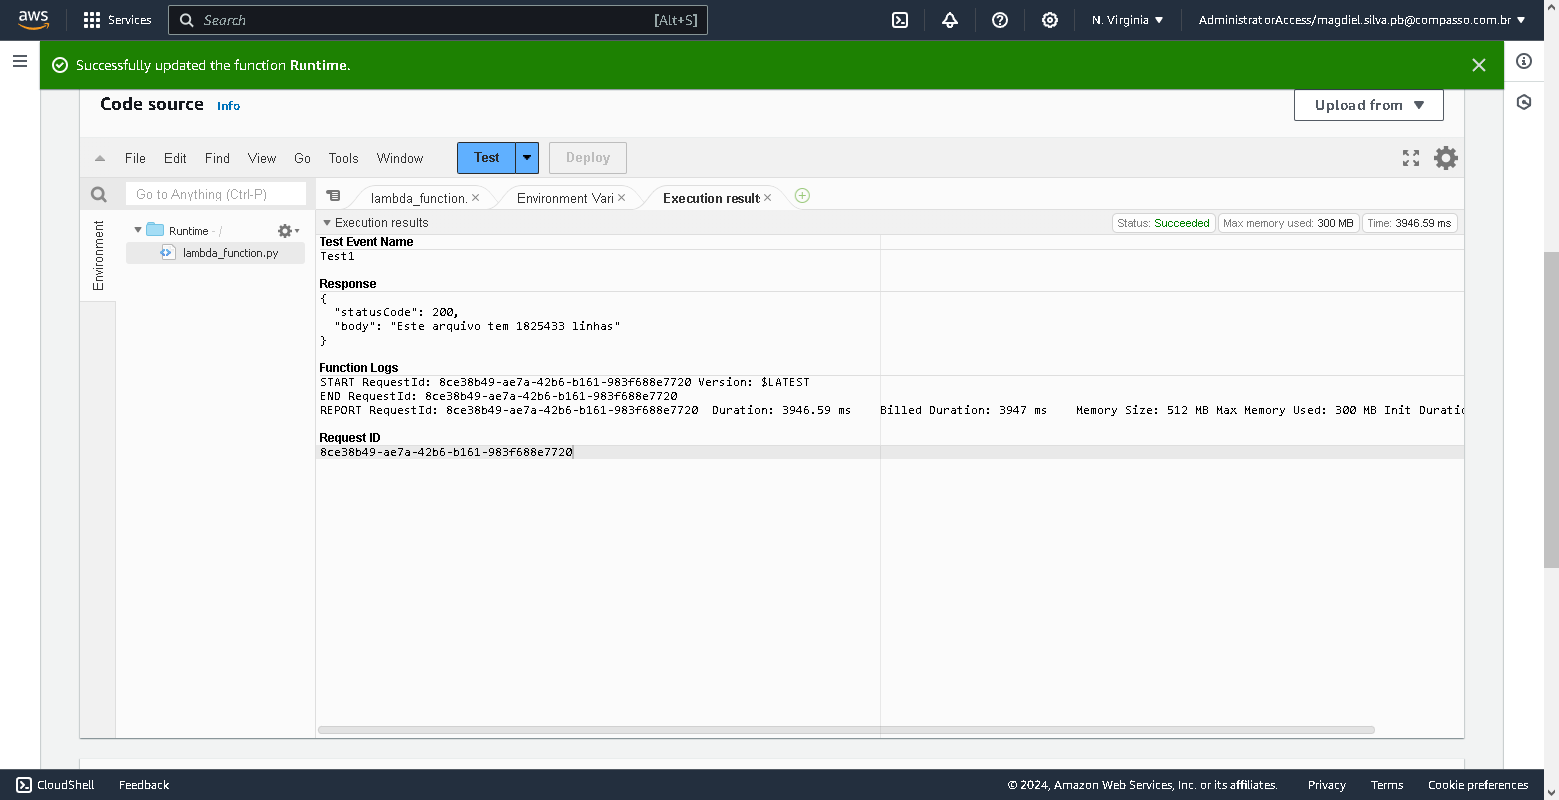 aws Services Search [Alt+S] N. Virginia AdministratorAccess/magdiel.silva.pb@compasso.com.br
Successfully updated the function Runtime.
Code source Info Upload from
File Edit Find View Go Tools Window Test Deploy
Go to Anything (Ctrl-P) lambda_function. Environment Vari Execution result
Execution results Status: Succeeded Max memory used: 300 MB Time: 3946.59 ms
Environment
Runtime - /
lambda_function.py
Test Event Name
Test1
Response
{
"statusCode": 200,
"body": "Este arquivo tem 1825433 linhas"
}
Function Logs
START RequestId: 8ce38b49-ae7a-42b6-b161-983f688e7720 Version: $LATEST
END RequestId: 8ce38b49-ae7a-42b6-b161-983f688e7720
REPORT RequestId: 8ce38b49-ae7a-42b6-b161-983f688e7720 Duration: 3946.59 ms Billed Duration: 3947 ms Memory Size: 512 MB Max Memory Used: 300 MB Init Duratio
Request ID
8ce38b49-ae7a-42b6-b161-983f688e7720
CloudShell Feedback © 2024, Amazon Web Services, Inc. or its affiliates. Privacy Terms Cookie preferences